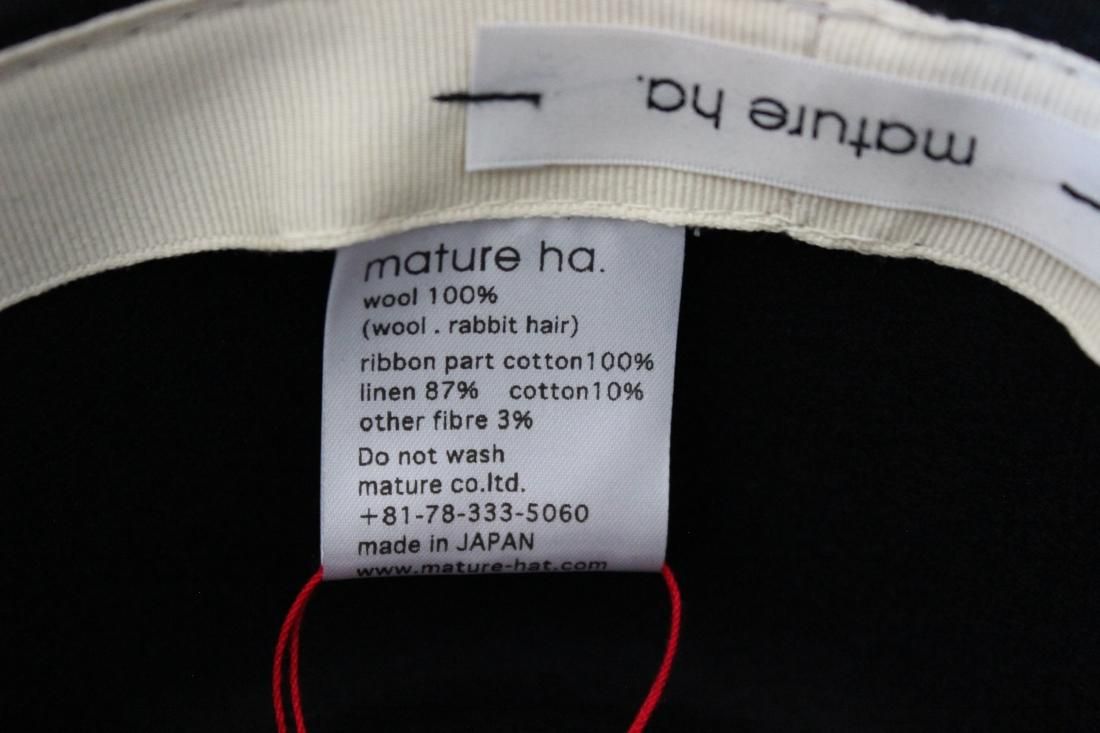 mature ha.
mature ha.
wool 100%
(wool . rabbit hair)
ribbon part cotton100%
linen 87% cotton10%
other fibre 3%
Do not wash
mature co.ltd.
+81-78-333-5060
made in JAPAN
www.mature-hat.com